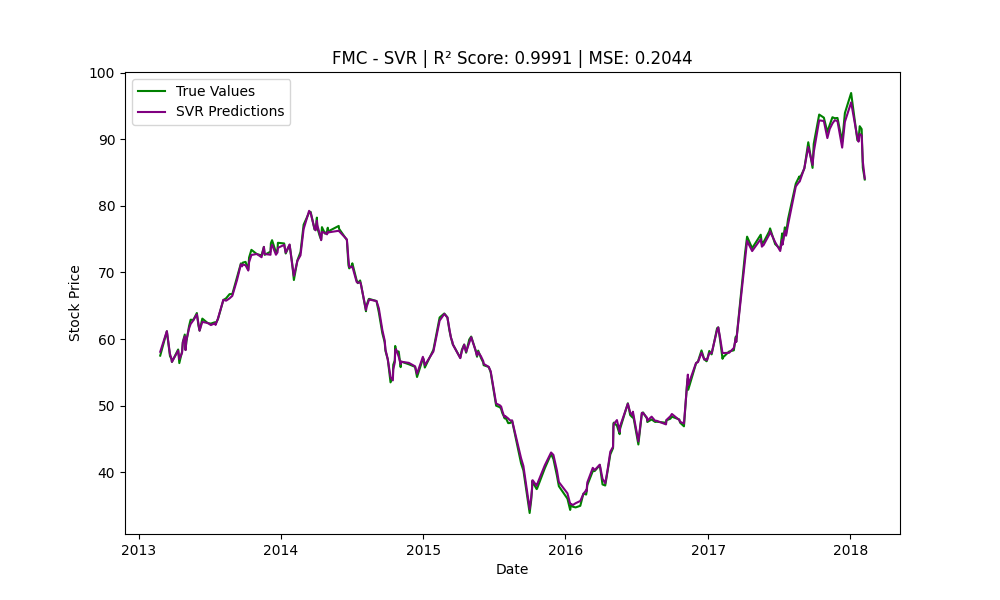 FMC - SVR | R² Score: 0.9991 | MSE: 0.2044
True Values
SVR Predictions
Stock Price
100
90
80
70
60
50
40
2013 2014 2015 2016 2017 2018
Date